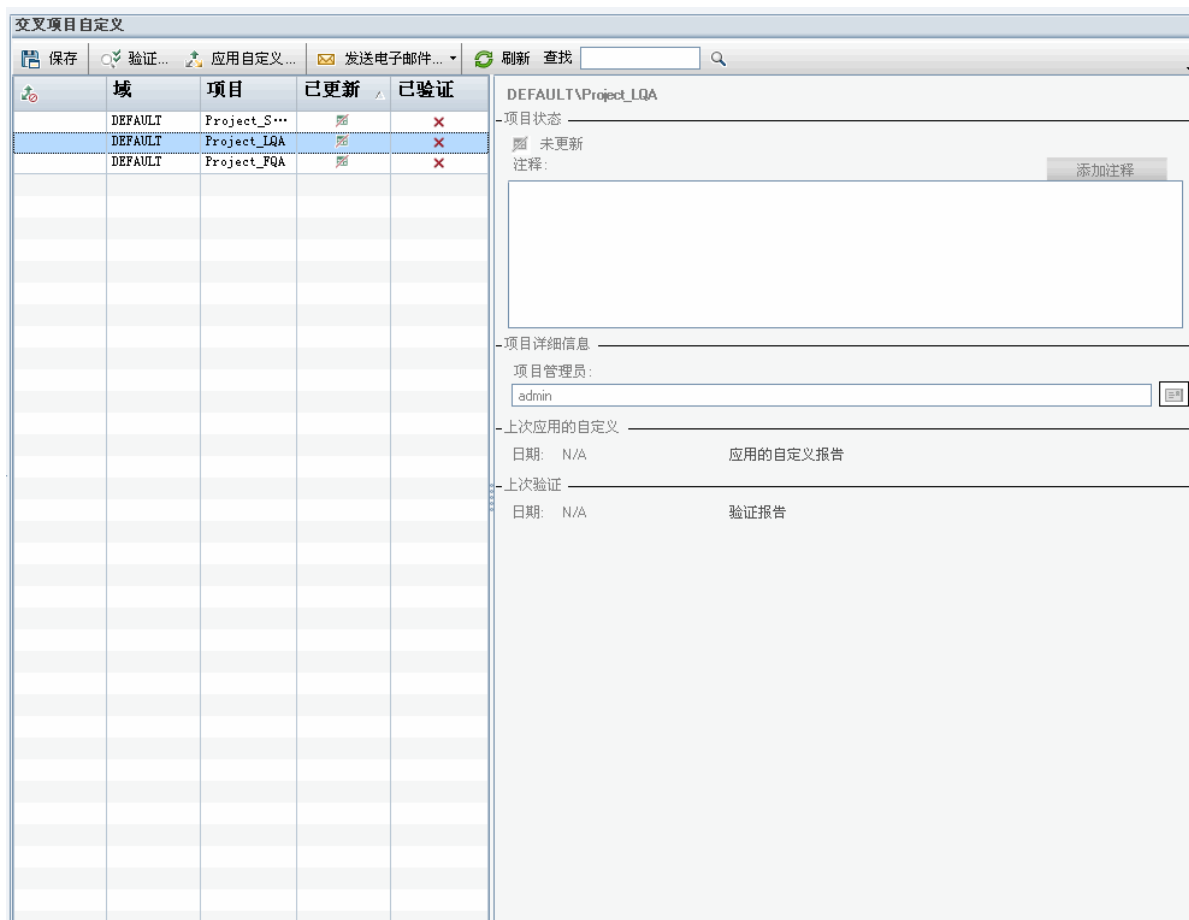 交叉项目自定义
保存 验证... 应用自定义... 发送电子邮件... 刷新 查找
域 项目 已更新 已验证
DEFAULT Project_S…
DEFAULT Project_LQA
DEFAULT Project_FQA
DEFAULT\Project_LQA
项目状态
未更新
注释:
添加注释
项目详细信息
项目管理员:
admin
上次应用的自定义
日期: N/A 应用的自定义报告
上次验证
日期: N/A 验证报告